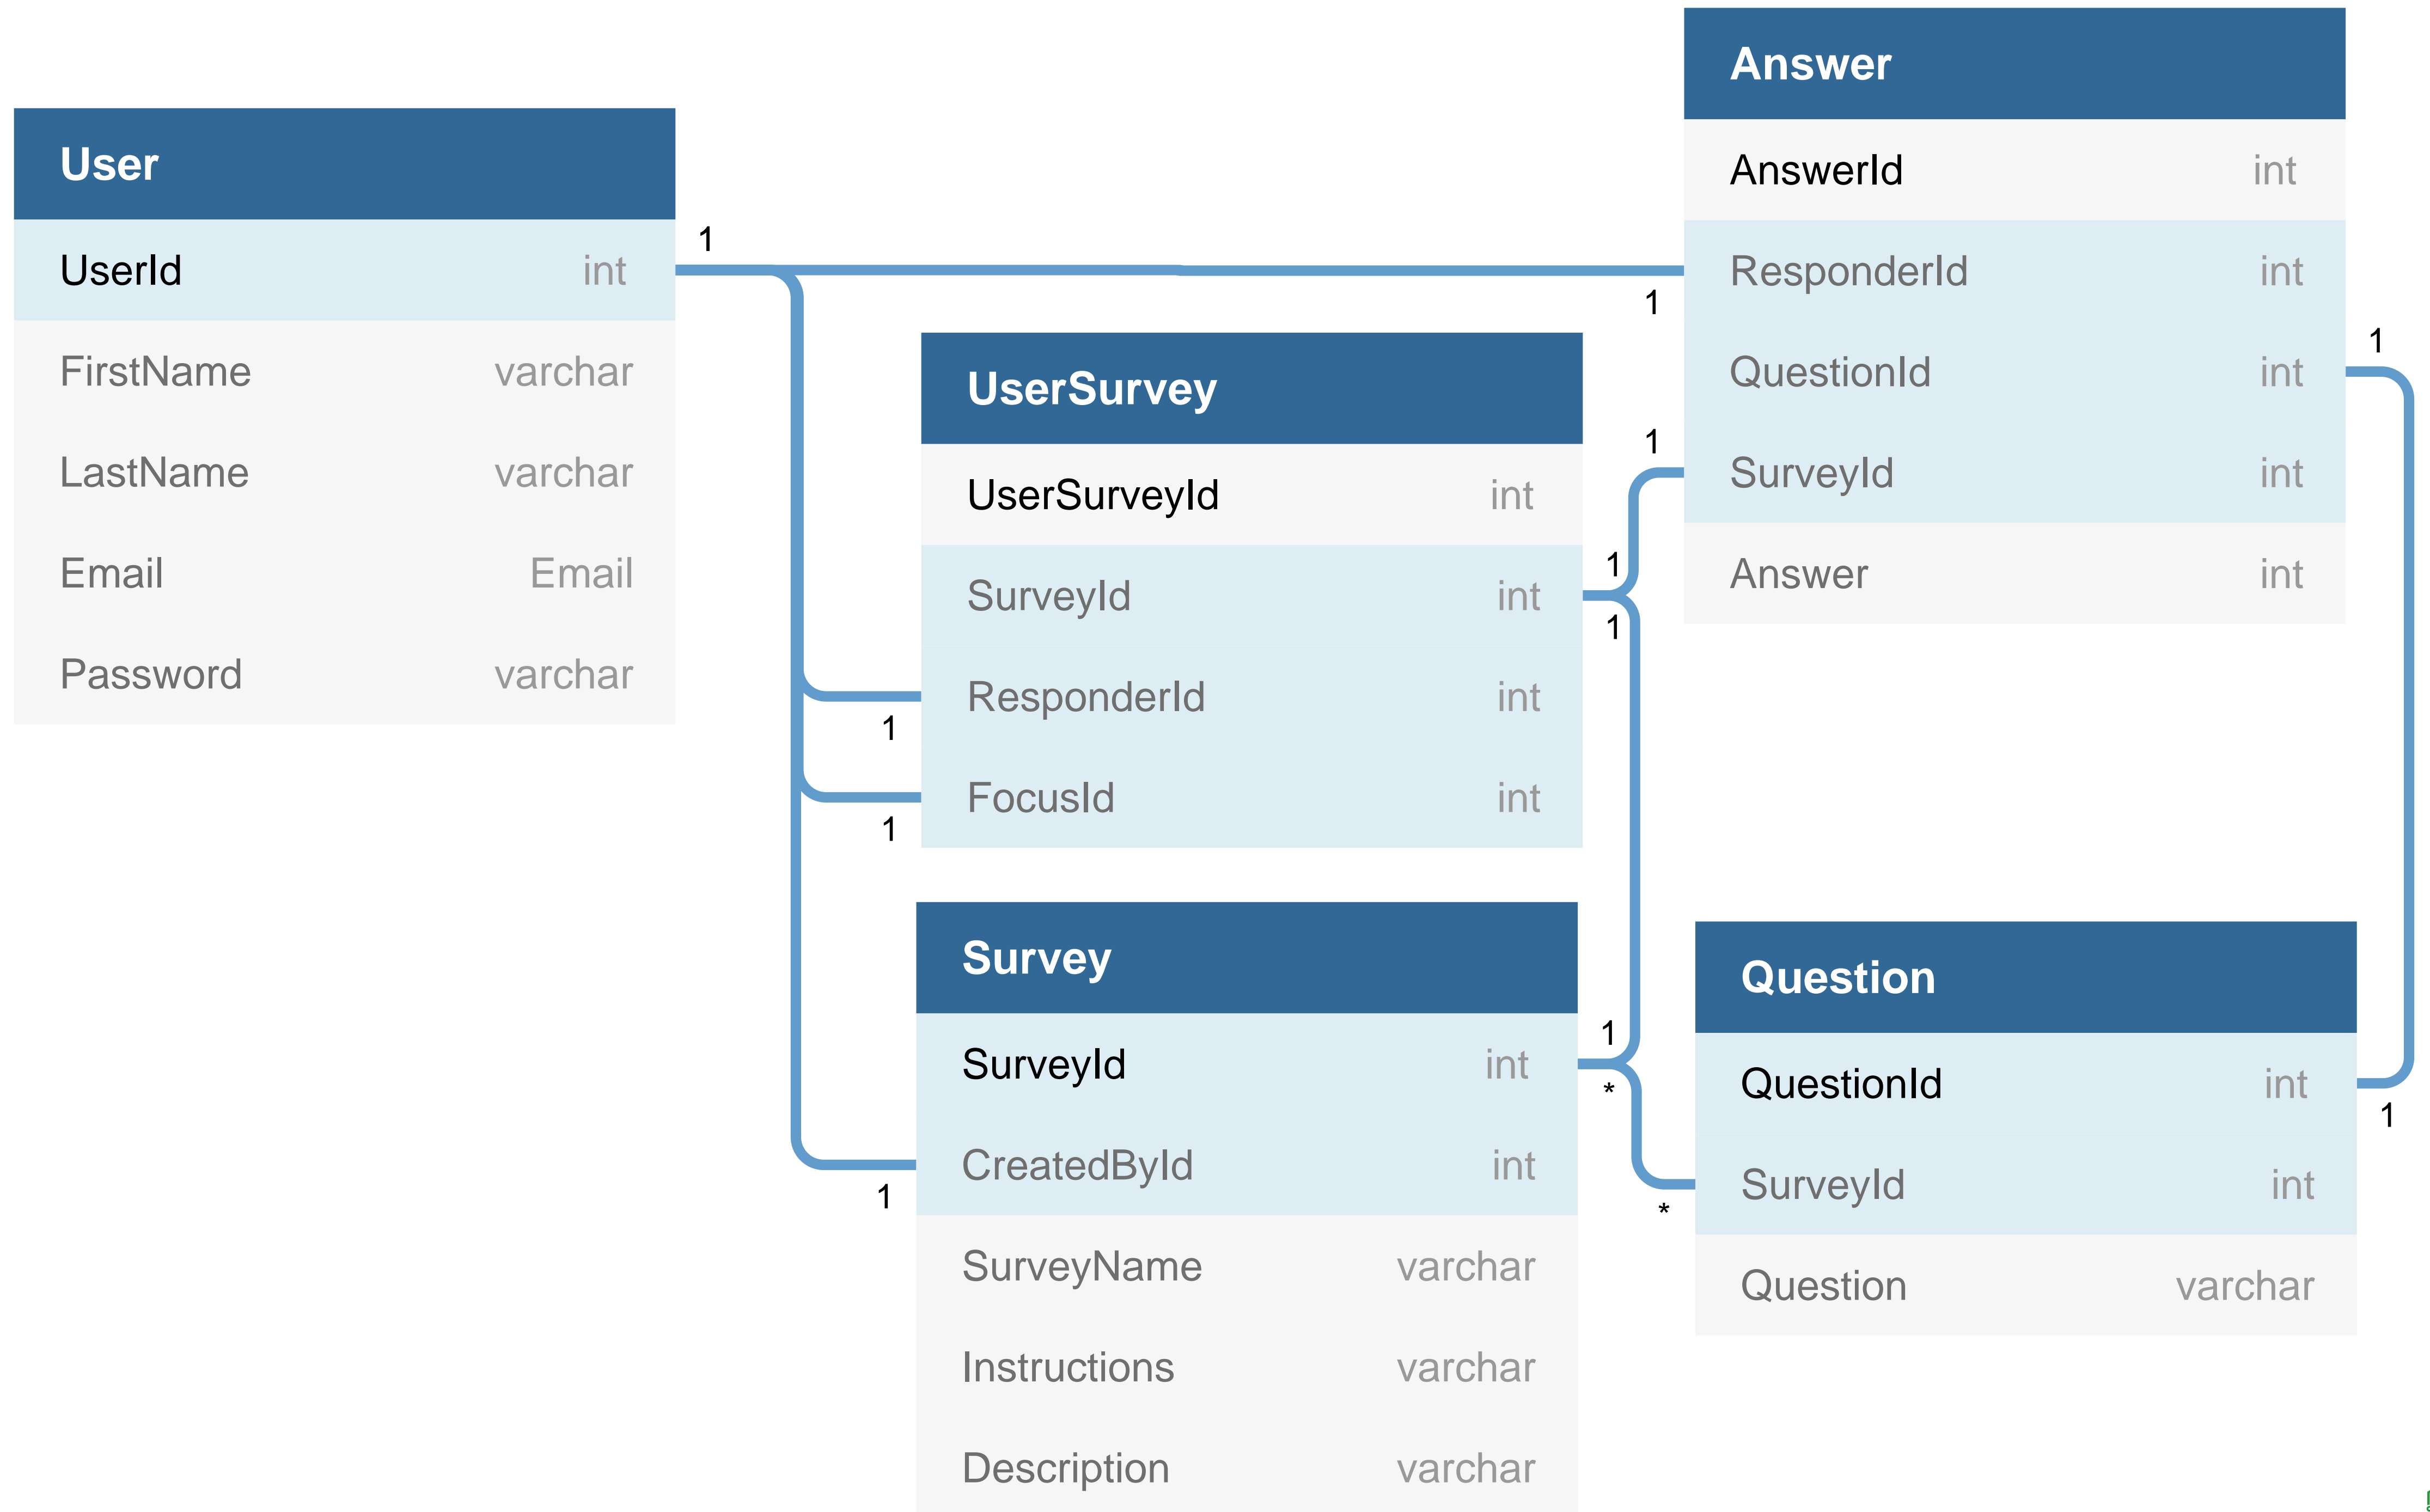 User
UserId int
FirstName varchar
LastName varchar
Email Email
Password varchar
1
1
UserSurvey
UserSurveyId int
SurveyId int
ResponderId int
FocusId int
1
1
1
1
1
Survey
SurveyId int
CreatedById int
SurveyName varchar
Instructions varchar
Description varchar
1
*
1
*
Answer
AnswerId int
ResponderId int
QuestionId int
SurveyId int
Answer int
1
1
Question
QuestionId int
SurveyId int
Question varchar